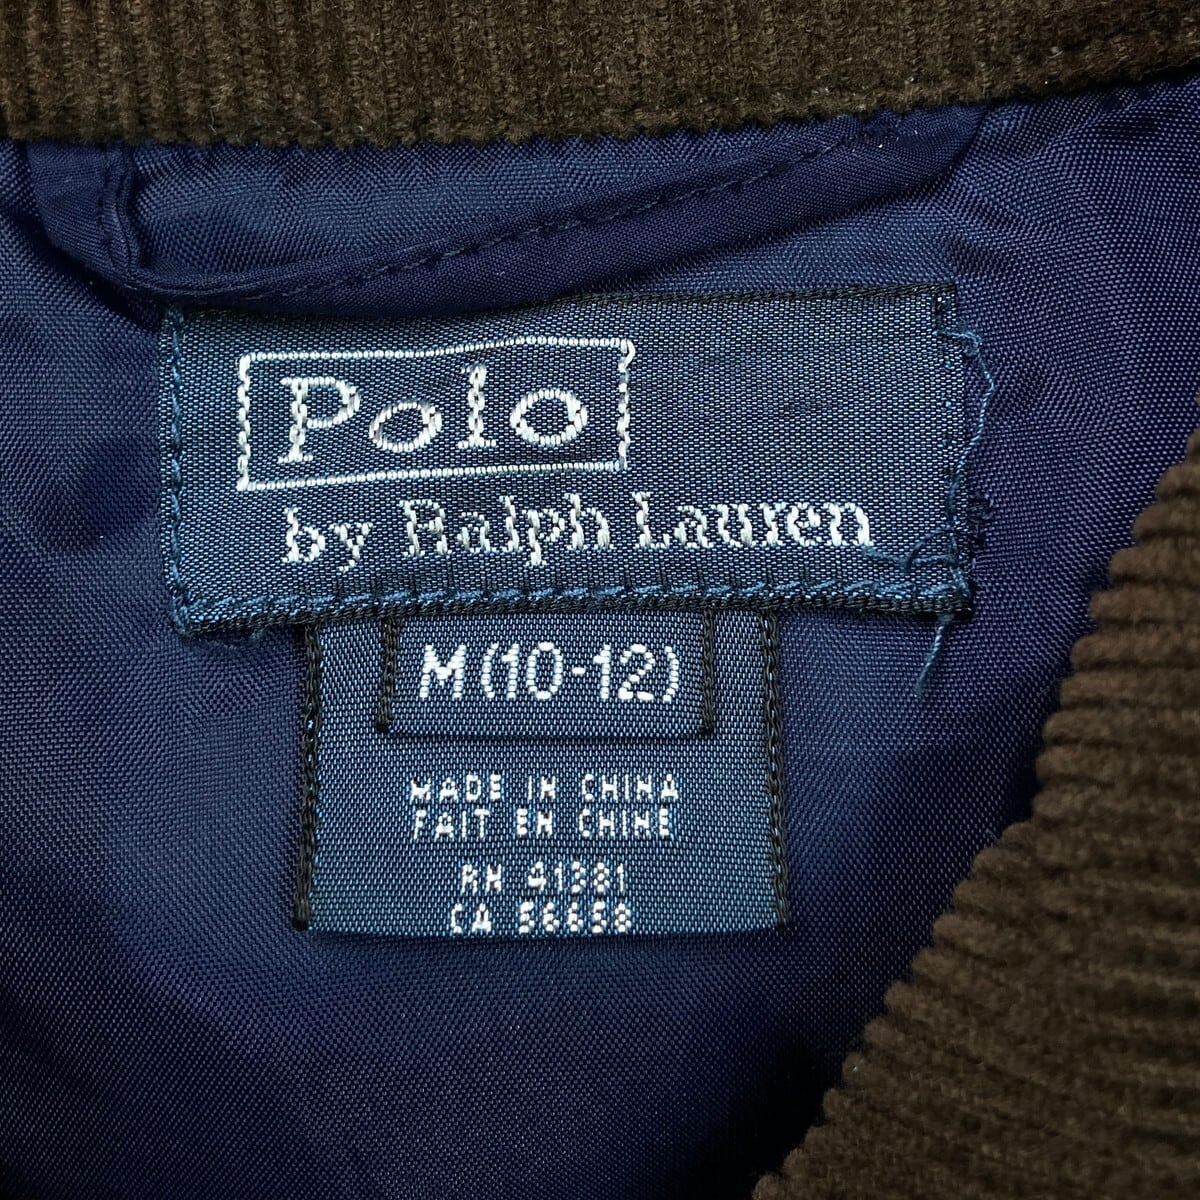 Polo
by Ralph Lauren
M (10-12)
MADE IN CHINA
FAIT EN CHINE
RN 41381
CA 56658